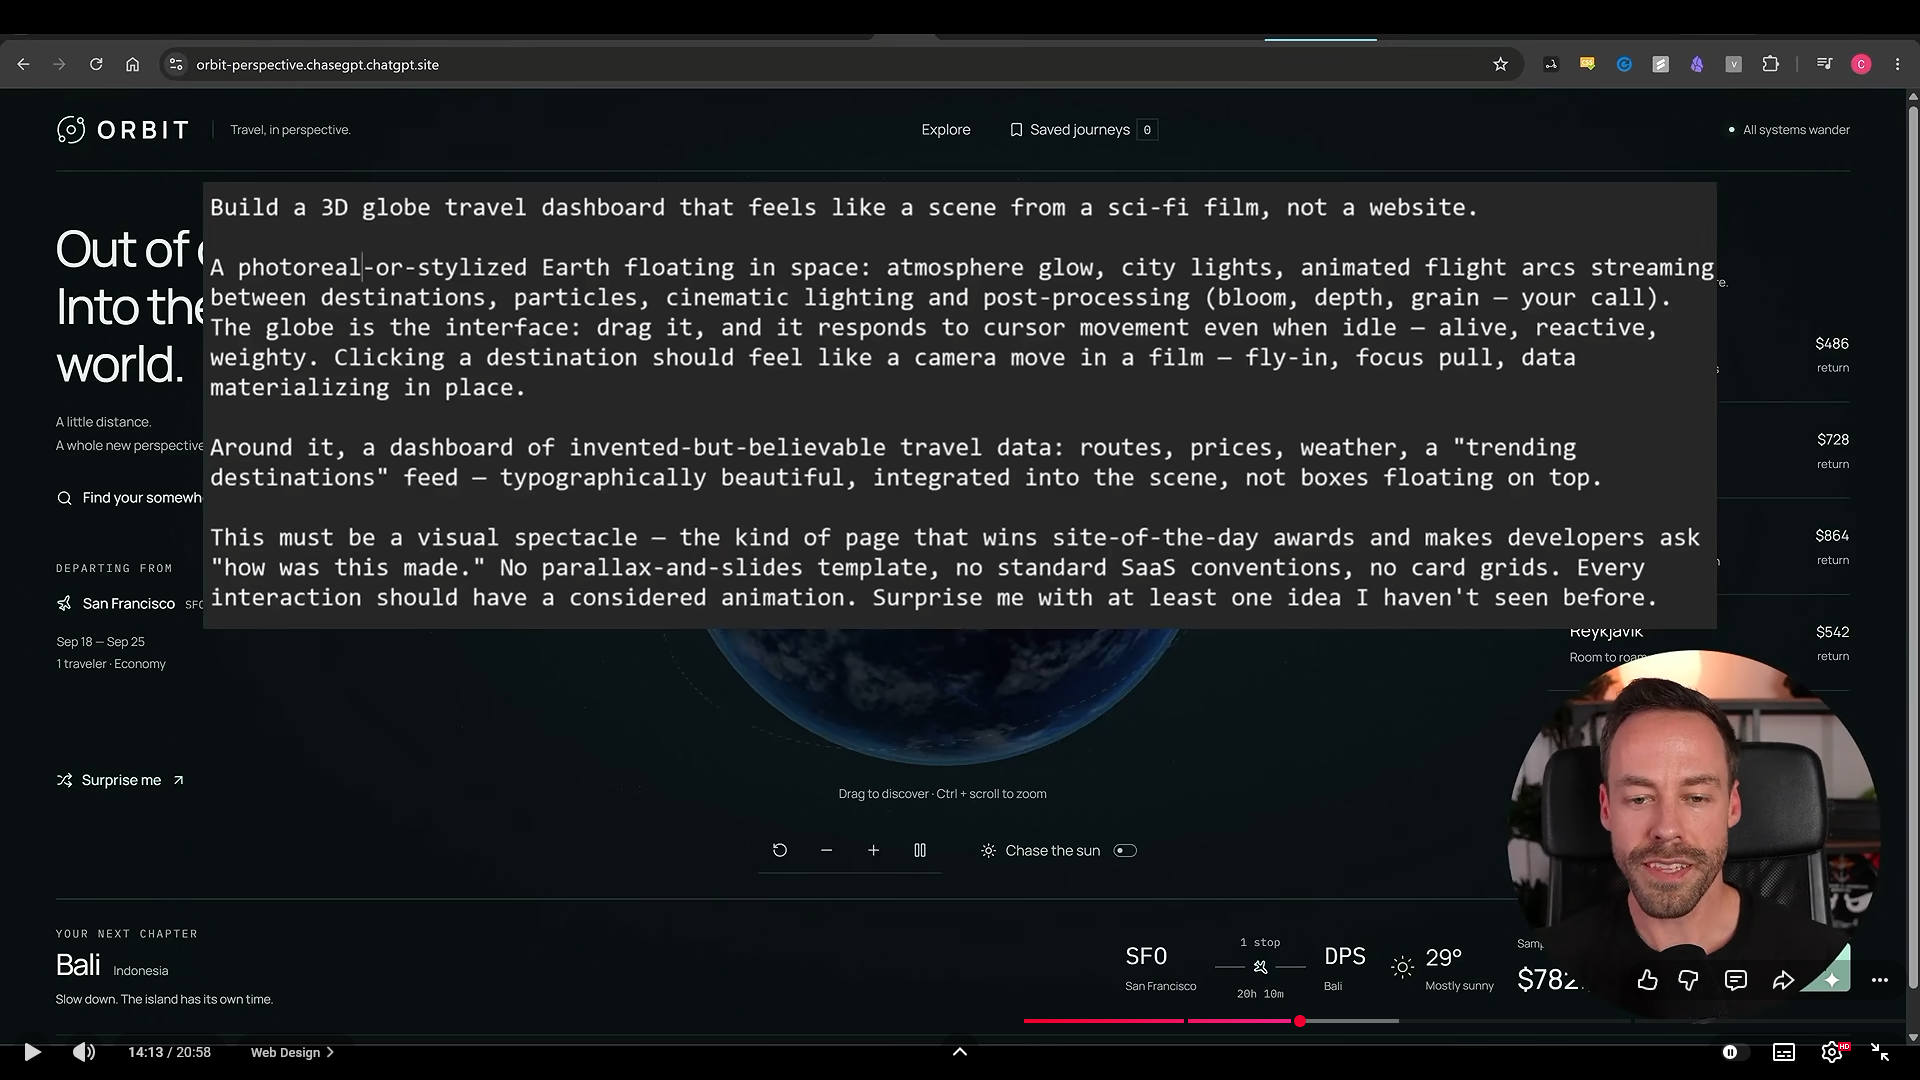 orbit-perspective.chasegpt.chatgpt.site
C
ORBIT
Travel, in perspective.
Explore
Saved journeys 0
All systems wander
Build a 3D globe travel dashboard that feels like a scene from a sci-fi film, not a website.
A photoreal-or-stylized Earth floating in space: atmosphere glow, city lights, animated flight arcs streaming
between destinations, particles, cinematic lighting and post-processing (bloom, depth, grain — your call).
The globe is the interface: drag it, and it responds to cursor movement even when idle — alive, reactive,
weighty. Clicking a destination should feel like a camera move in a film — fly-in, focus pull, data
materializing in place.
Around it, a dashboard of invented-but-believable travel data: routes, prices, weather, a "trending
destinations" feed — typographically beautiful, integrated into the scene, not boxes floating on top.
This must be a visual spectacle — the kind of page that wins site-of-the-day awards and makes developers ask
"how was this made." No parallax-and-slides template, no standard SaaS conventions, no card grids. Every
interaction should have a considered animation. Surprise me with at least one idea I haven't seen before.
Out of
Into the
world.
A little distance.
A whole new perspective
Find your somewh
DEPARTING FROM
San Francisco SFO
Sep 18 — Sep 25
1 traveler · Economy
Surprise me
$486
return
$728
return
$864
return
Reykjavik
Room to roam
$542
return
Drag to discover · Ctrl + scroll to zoom
Chase the sun
YOUR NEXT CHAPTER
Bali Indonesia
Slow down. The island has its own time.
SFO
San Francisco
1 stop
20h 10m
DPS
Bali
29°
Mostly sunny
$782
14:13 / 20:58
Web Design
HD